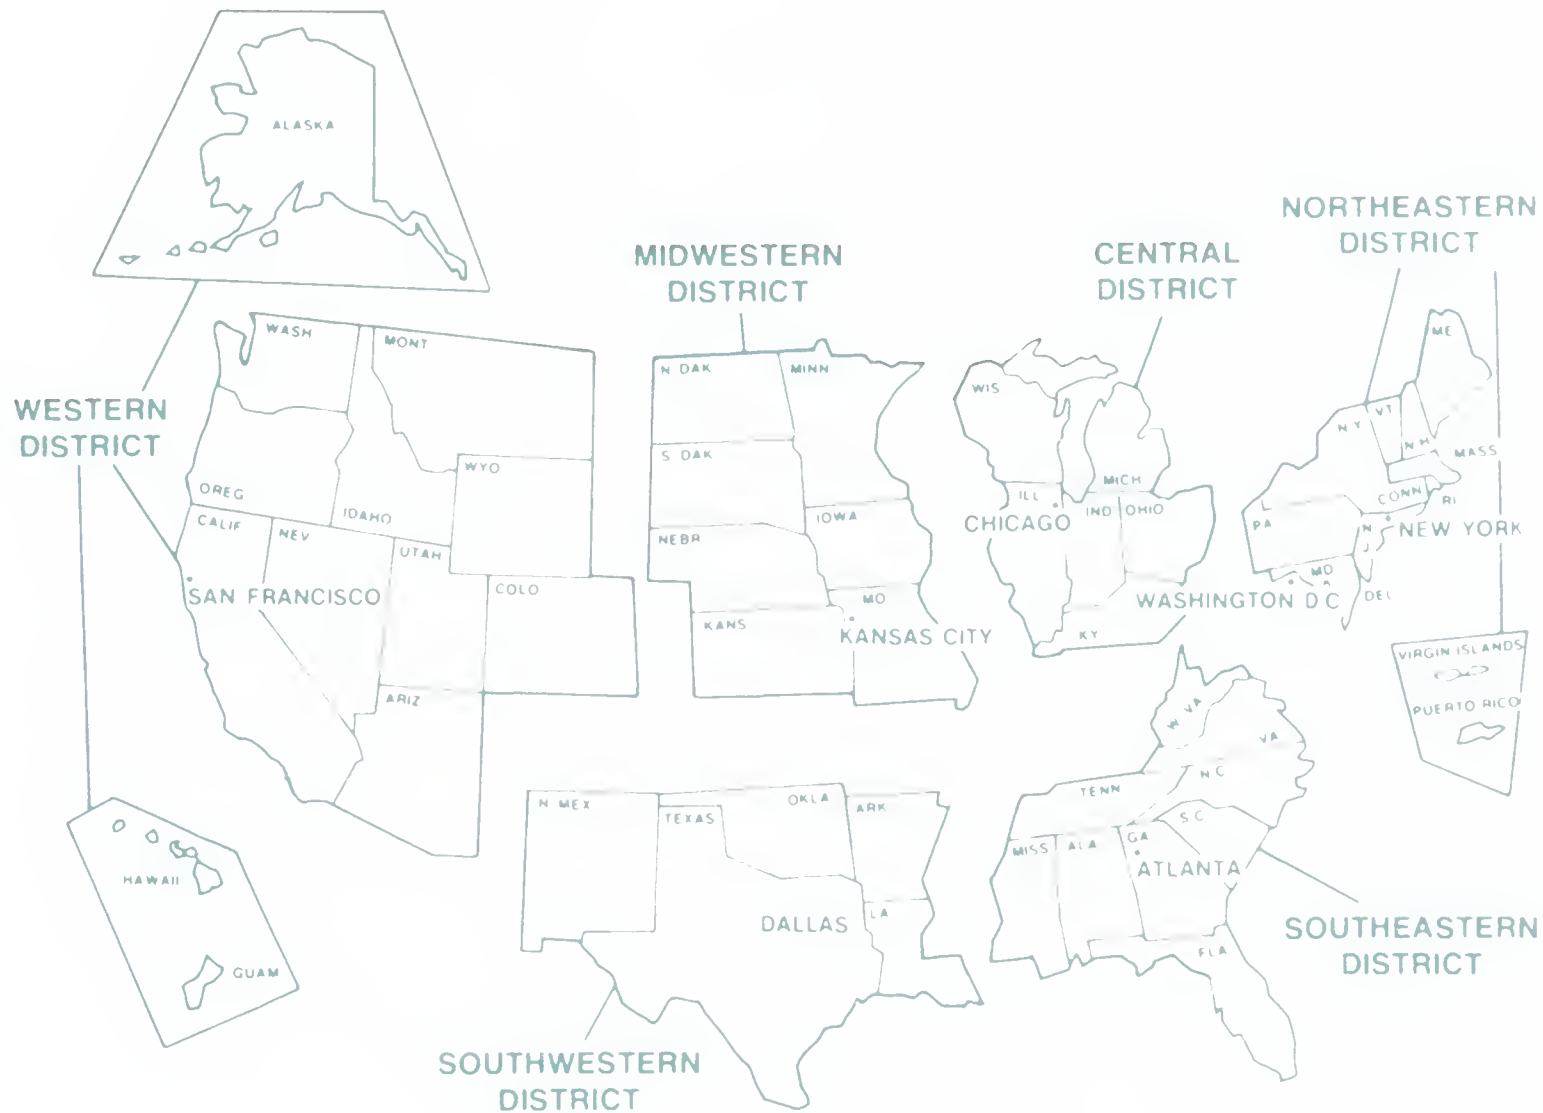 ALASKA
NORTHEASTERN
DISTRICT
MIDWESTERN
DISTRICT
CENTRAL
DISTRICT
WESTERN
DISTRICT
WASH
MONT
OREG
IDAHO
WYO
CALIF
NEV
UTAH
COLO
SAN FRANCISCO
ARIZ
N DAK
MINN
S DAK
IOWA
NEBR
MO
KANS
KANSAS CITY
WIS
MICH
ILL
IND
OHIO
CHICAGO
KY
ME
VT
N Y
N H
MASS
CONN
RI
PA
N
J
NEW YORK
MD
DEL
WASHINGTON D C
VIRGIN ISLANDS
PUERTO RICO
HAWAII
GUAM
N MEX
TEXAS
OKLA
ARK
DALLAS
LA
SOUTHWESTERN
DISTRICT
W VA
VA
N C
TENN
S C
MISS
ALA
GA
ATLANTA
FLA
SOUTHEASTERN
DISTRICT